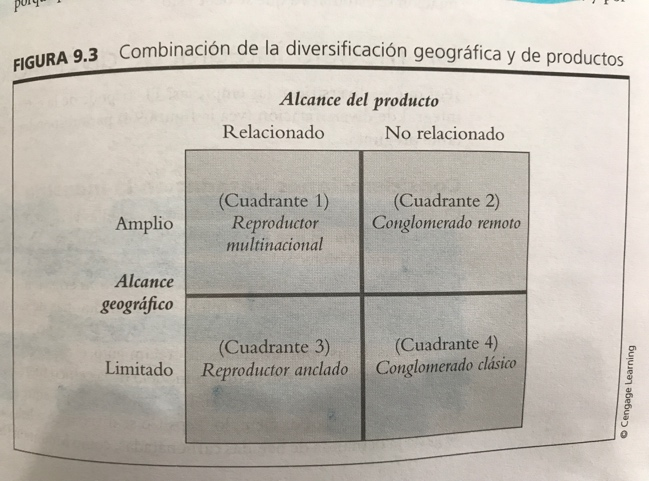 FIGURA 9.3 Combinación de la diversificación geográfica y de productos
Alcance del producto
Relacionado No relacionado
Amplio
(Cuadrante 1)
Reproductor
multinacional
(Cuadrante 2)
Conglomerado remoto
Alcance
geográfico
Limitado
(Cuadrante 3)
Reproductor anclado
(Cuadrante 4)
Conglomerado clásico
© Cengage Learning